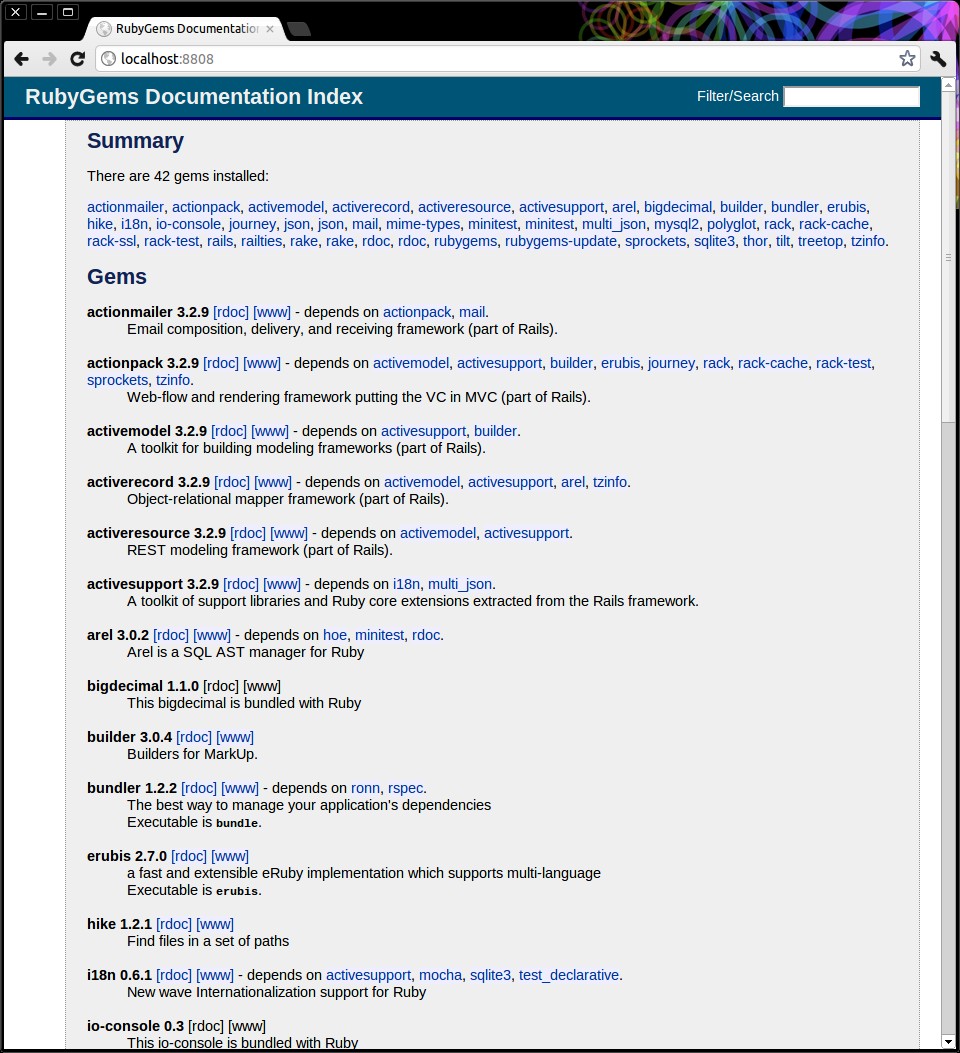 RubyGems Documentation
localhost:8808
RubyGems Documentation Index
Filter/Search
Summary
There are 42 gems installed:
actionmailer, actionpack, activemodel, activerecord, activeresource, activesupport, arel, bigdecimal, builder, bundler, erubis,
hike, i18n, io-console, journey, json, json, mail, mime-types, minitest, minitest, multi_json, mysql2, polyglot, rack, rack-cache,
rack-ssl, rack-test, rails, railties, rake, rake, rdoc, rdoc, rubygems, rubygems-update, sprockets, sqlite3, thor, tilt, treetop, tzinfo.
Gems
actionmailer 3.2.9 [rdoc] [www] - depends on actionpack, mail.
Email composition, delivery, and receiving framework (part of Rails).
actionpack 3.2.9 [rdoc] [www] - depends on activemodel, activesupport, builder, erubis, journey, rack, rack-cache, rack-test,
sprockets, tzinfo.
Web-flow and rendering framework putting the VC in MVC (part of Rails).
activemodel 3.2.9 [rdoc] [www] - depends on activesupport, builder.
A toolkit for building modeling frameworks (part of Rails).
activerecord 3.2.9 [rdoc] [www] - depends on activemodel, activesupport, arel, tzinfo.
Object-relational mapper framework (part of Rails).
activeresource 3.2.9 [rdoc] [www] - depends on activemodel, activesupport.
REST modeling framework (part of Rails).
activesupport 3.2.9 [rdoc] [www] - depends on i18n, multi_json.
A toolkit of support libraries and Ruby core extensions extracted from the Rails framework.
arel 3.0.2 [rdoc] [www] - depends on hoe, minitest, rdoc.
Arel is a SQL AST manager for Ruby
bigdecimal 1.1.0 [rdoc] [www]
This bigdecimal is bundled with Ruby
builder 3.0.4 [rdoc] [www]
Builders for MarkUp.
bundler 1.2.2 [rdoc] [www] - depends on ronn, rspec.
The best way to manage your application's dependencies
Executable is bundle.
erubis 2.7.0 [rdoc] [www]
a fast and extensible eRuby implementation which supports multi-language
Executable is erubis.
hike 1.2.1 [rdoc] [www]
Find files in a set of paths
i18n 0.6.1 [rdoc] [www] - depends on activesupport, mocha, sqlite3, test_declarative.
New wave Internationalization support for Ruby
io-console 0.3 [rdoc] [www]
This io-console is bundled with Ruby